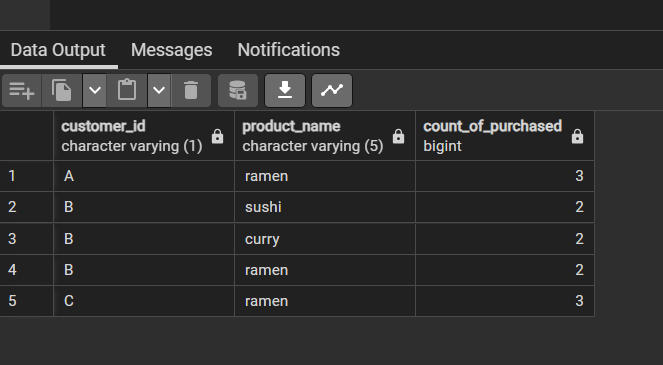 Data Output Messages Notifications
customer_id product_name count_of_purchased
character varying (1) character varying (5) bigint
1 A ramen 3
2 B sushi 2
3 B curry 2
4 B ramen 2
5 C ramen 3